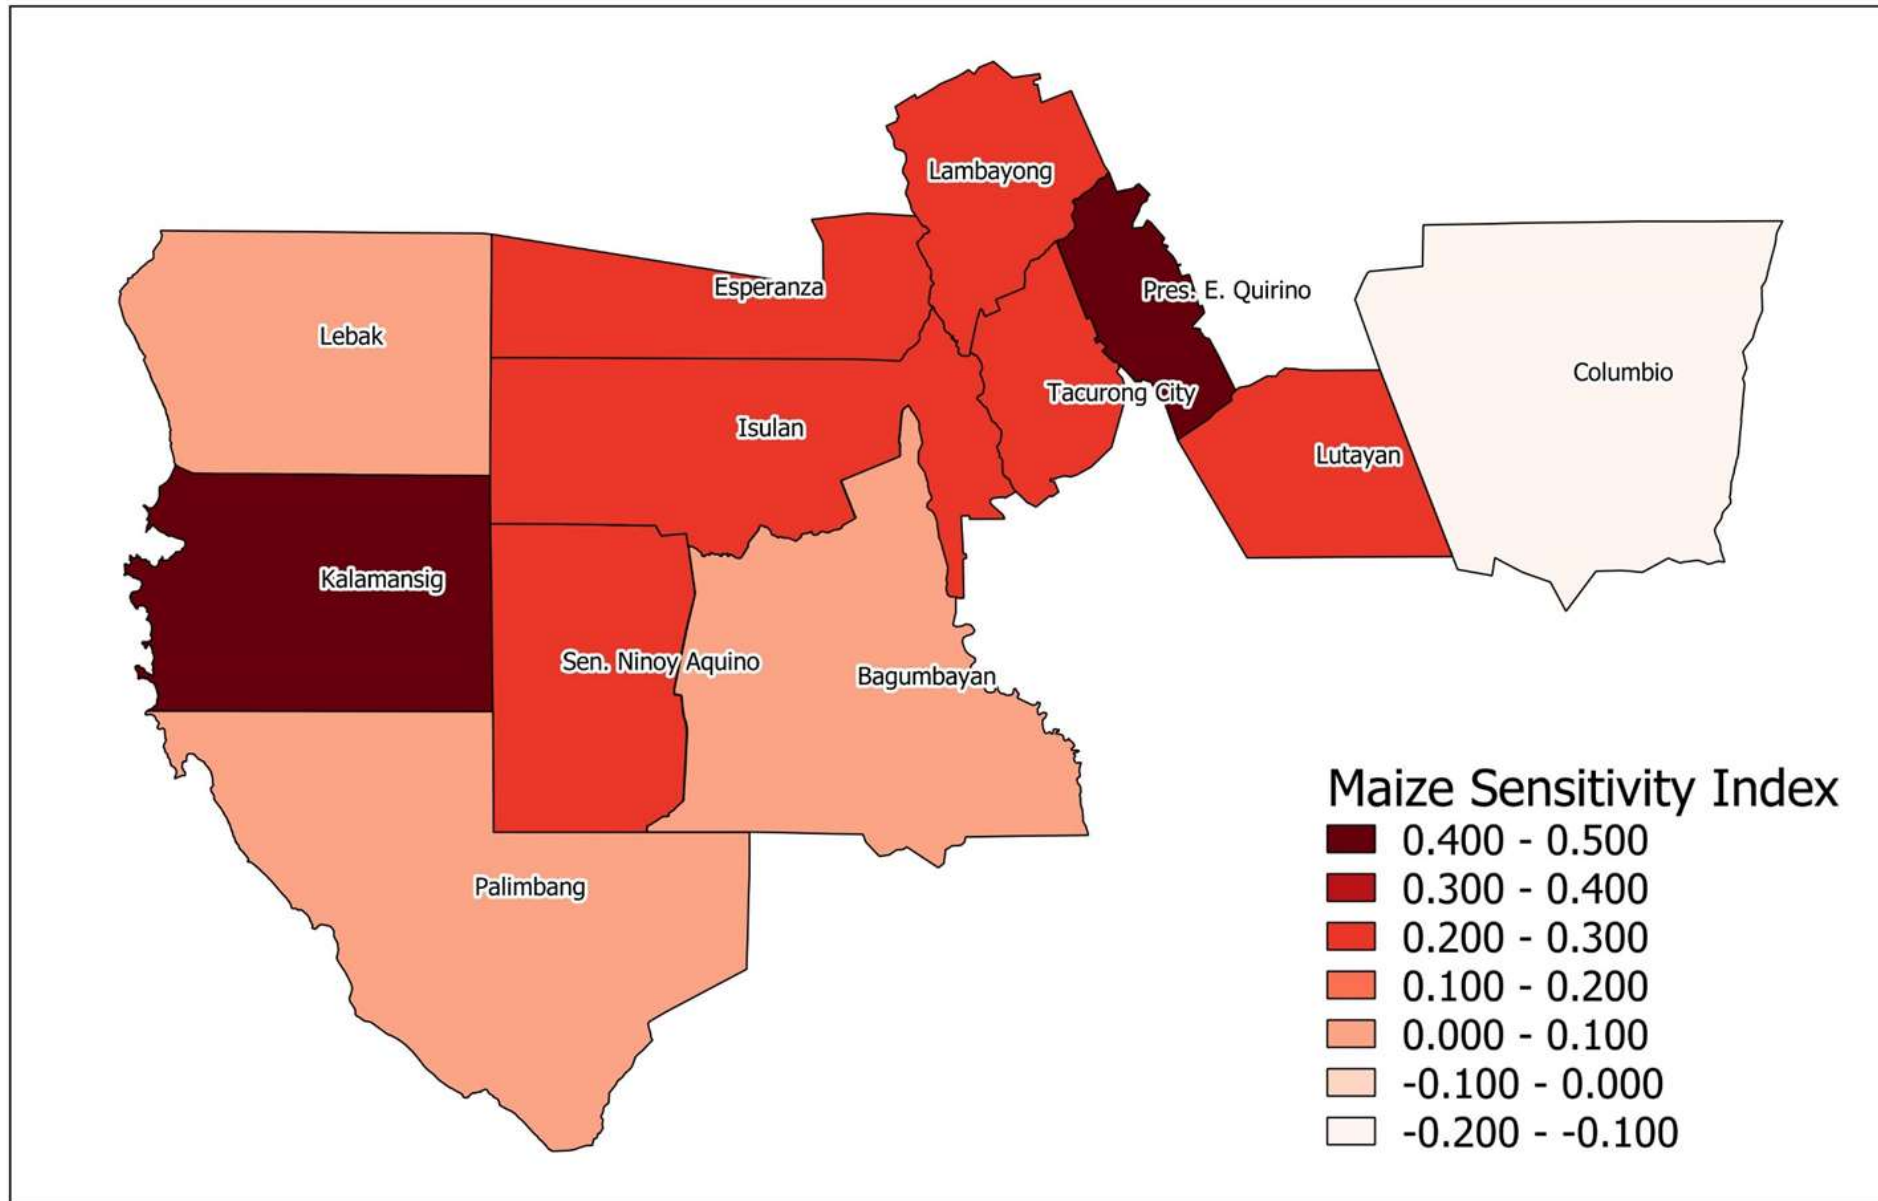 Lambayong
Esperanza
Pres. E. Quirino
Lebak
Columbio
Tacurong City
Isulan
Lutayan
Kalamansig
Sen. Ninoy Aquino
Bagumbayan
Palimbang
Maize Sensitivity Index
0.400 - 0.500
0.300 - 0.400
0.200 - 0.300
0.100 - 0.200
0.000 - 0.100
-0.100 - 0.000
-0.200 - -0.100